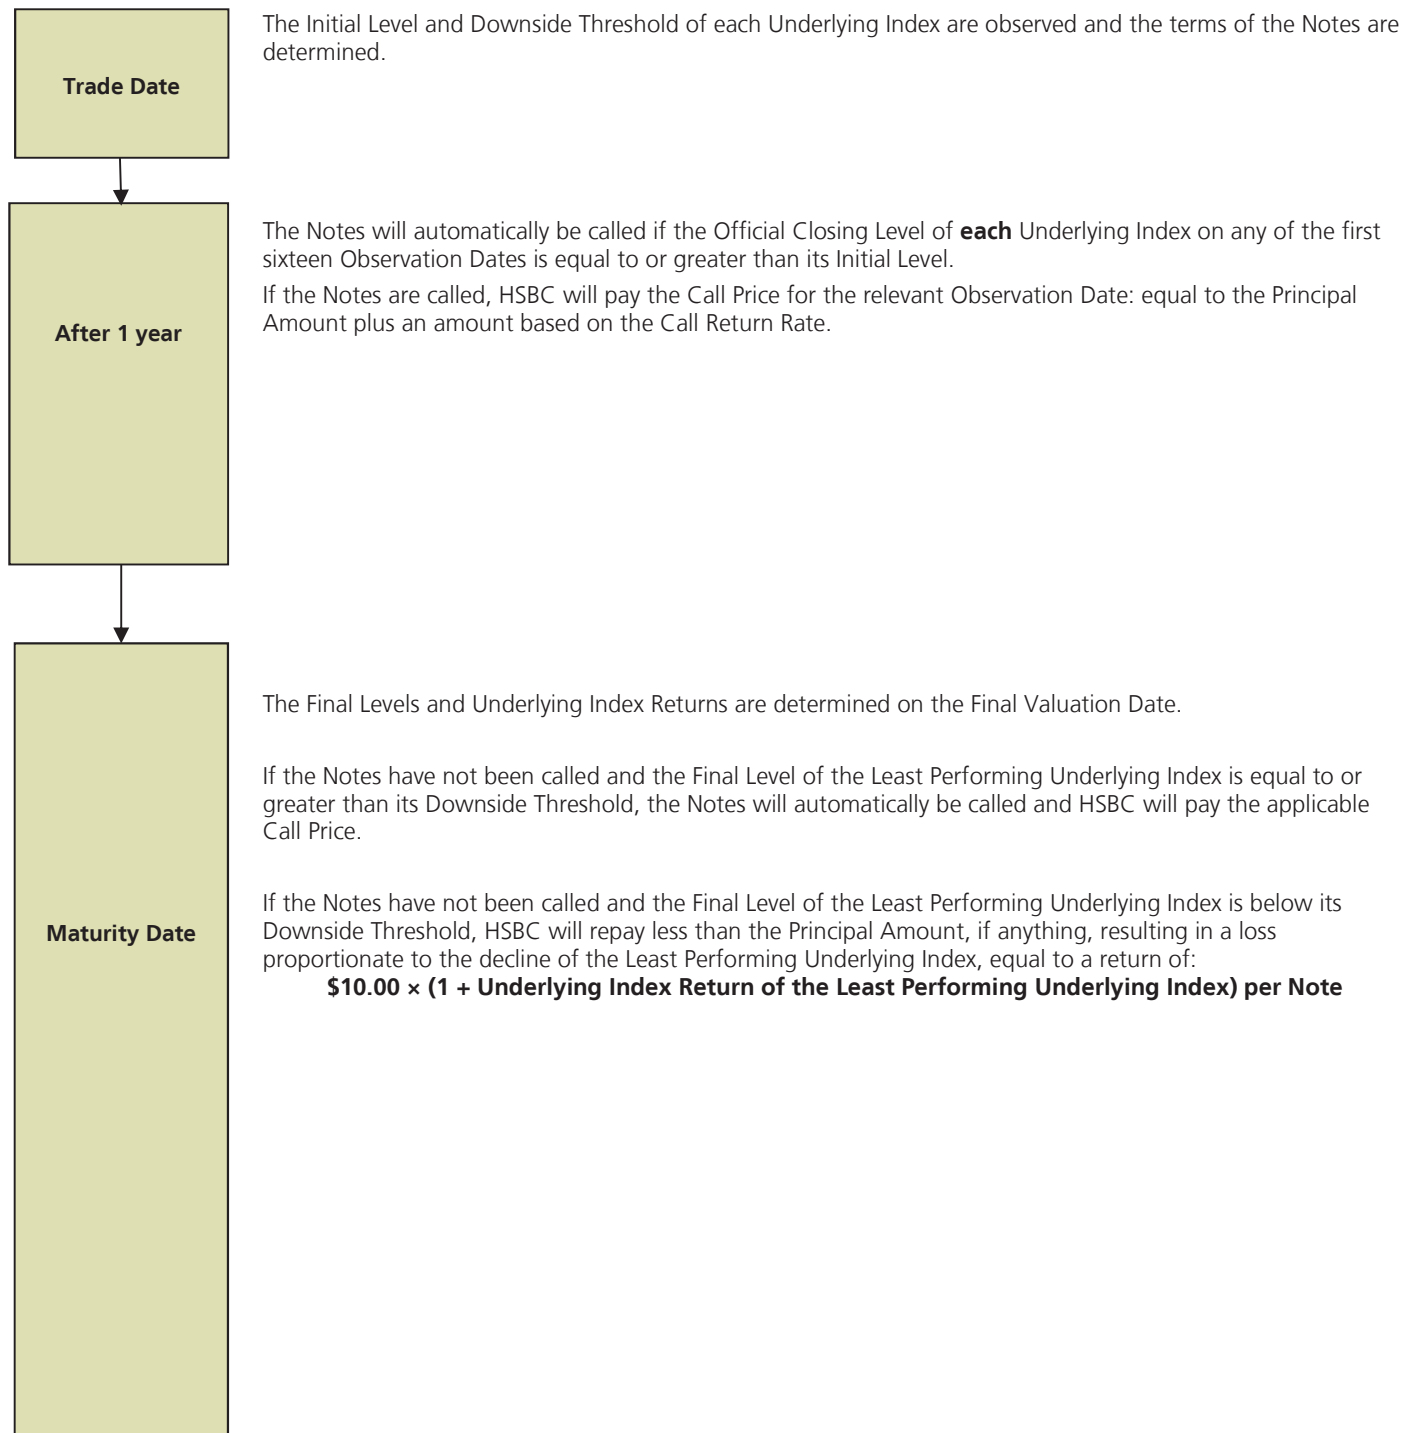 Trade Date
The Initial Level and Downside Threshold of each Underlying Index are observed and the terms of the Notes are
determined.
After 1 year
The Notes will automatically be called if the Official Closing Level of each Underlying Index on any of the first
sixteen Observation Dates is equal to or greater than its Initial Level.
If the Notes are called, HSBC will pay the Call Price for the relevant Observation Date: equal to the Principal
Amount plus an amount based on the Call Return Rate.
Maturity Date
The Final Levels and Underlying Index Returns are determined on the Final Valuation Date.
If the Notes have not been called and the Final Level of the Least Performing Underlying Index is equal to or
greater than its Downside Threshold, the Notes will automatically be called and HSBC will pay the applicable
Call Price.
If the Notes have not been called and the Final Level of the Least Performing Underlying Index is below its
Downside Threshold, HSBC will repay less than the Principal Amount, if anything, resulting in a loss
proportionate to the decline of the Least Performing Underlying Index, equal to a return of:
$10.00 × (1 + Underlying Index Return of the Least Performing Underlying Index) per Note